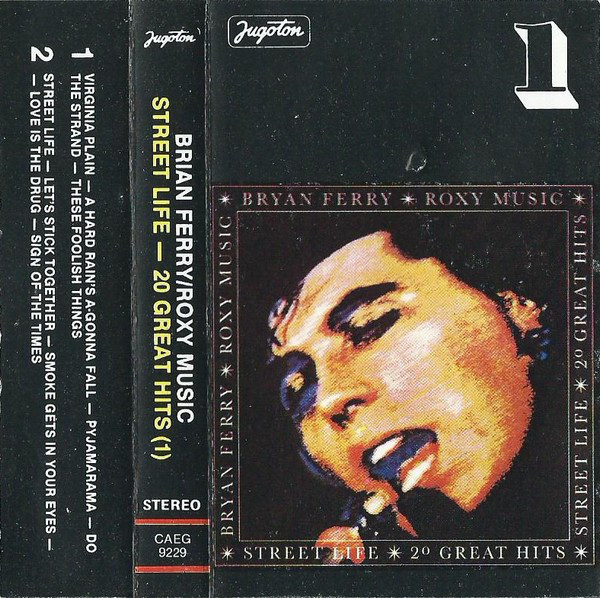 1
VIRGINIA PLAIN — A HARD RAIN'S A-GONNA FALL — PYJAMARAMA — DO
THE STRAND — THESE FOOLISH THINGS
2
STREET LIFE — LET'S STICK TOGETHER — SMOKE GETS IN YOUR EYES —
— LOVE IS THE DRUG — SIGN OF THE TIMES
Jugoton
BRIAN FERRY/ROXY MUSIC
STREET LIFE — 20 GREAT HITS (1)
STEREO
CAEG
9229
Jugoton
1
* BRYAN FERRY * ROXY MUSIC *
BRYAN FERRY * ROXY MUSIC
STREET LIFE * 20 GREAT HITS
* STREET LIFE * 20 GREAT HITS *